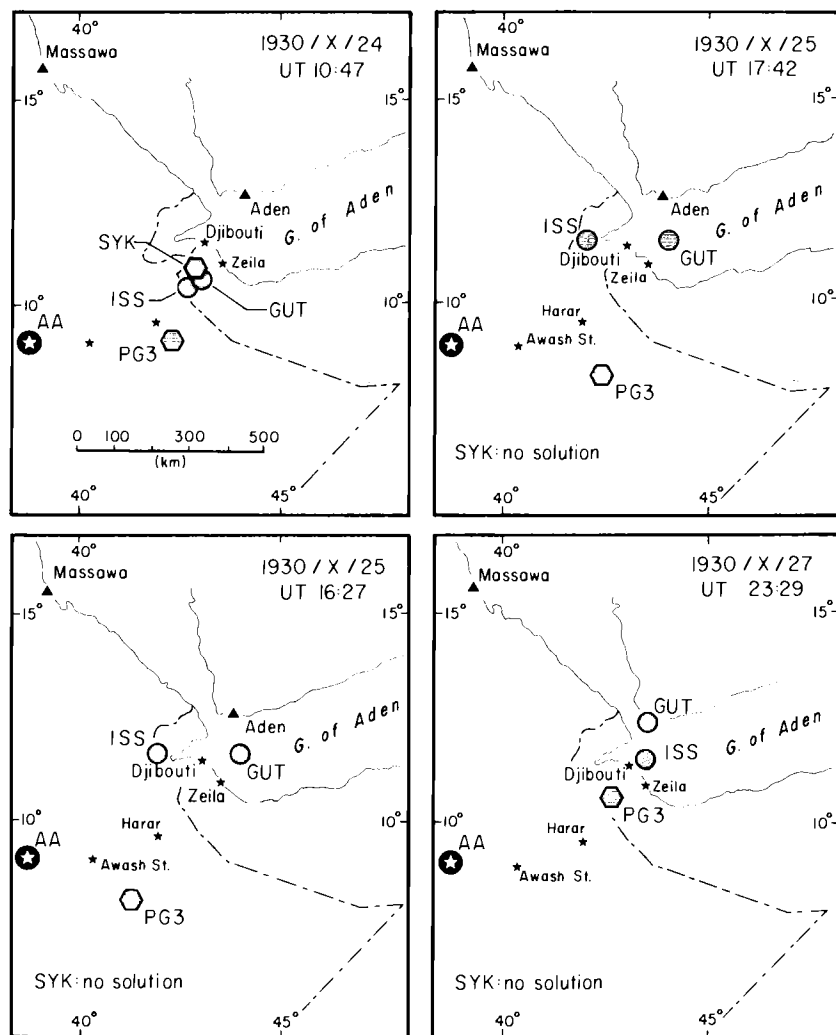 40°
Massawa
1930 / X / 24
UT 10:47
15°
15°
Aden
G. of Aden
SYK
Djibouti
Zeila
ISS
GUT
10°
10°
AA
PG3
0 100 300 500
(km)
40°
45°
40°
Massawa
1930 / X / 25
UT 17:42
15°
15°
Aden
G. of Aden
ISS
Djibouti
GUT
Zeila
10°
10°
Harar
AA
Awash St.
PG3
SYK: no solution
40°
45°
40°
Massawa
1930 / X / 25
UT 16:27
15°
15°
ISS
Aden
G. of Aden
Djibouti
GUT
Zeila
10°
10°
Harar
AA
Awash St.
PG3
SYK: no solution
40°
45°
40°
Massawa
1930 / X / 27
UT 23:29
15°
15°
GUT
G. of Aden
ISS
Djibouti
Zeila
PG3
10°
10°
Harar
AA
Awash St.
SYK: no solution
40°
45°